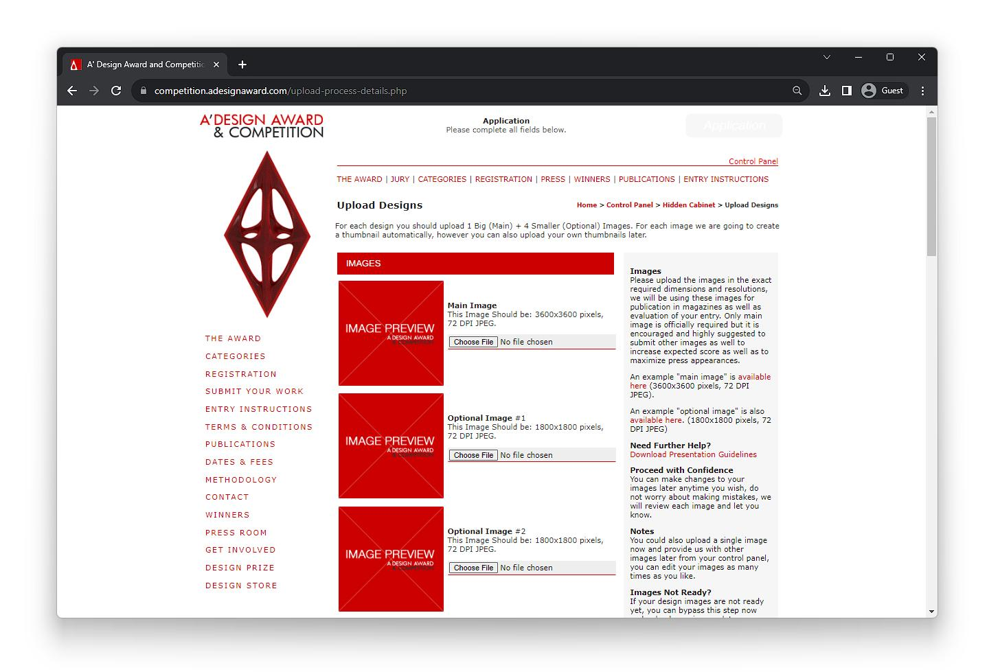 A' Design Award and Competitic
competition.adesignaward.com/upload-process-details.php
Guest
A'DESIGN AWARD
& COMPETITION
Application
Please complete all fields below.
Application
Control Panel
THE AWARD | JURY | CATEGORIES | REGISTRATION | PRESS | WINNERS | PUBLICATIONS | ENTRY INSTRUCTIONS
Upload Designs
Home > Control Panel > Hidden Cabinet > Upload Designs
For each design you should upload 1 Big (Main) + 4 Smaller (Optional) Images. For each image we are going to create
a thumbnail automatically, however you can also upload your own thumbnails later.
THE AWARD
CATEGORIES
REGISTRATION
SUBMIT YOUR WORK
ENTRY INSTRUCTIONS
TERMS & CONDITIONS
PUBLICATIONS
DATES & FEES
METHODOLOGY
CONTACT
WINNERS
PRESS ROOM
GET INVOLVED
DESIGN PRIZE
DESIGN STORE
IMAGES
IMAGE PREVIEW
A'DESIGN AWARD
& COMPETITION
Main Image
This Image Should be: 3600x3600 pixels,
72 DPI JPEG.
Choose File No file chosen
IMAGE PREVIEW
A'DESIGN AWARD
& COMPETITION
Optional Image #1
This Image Should be: 1800x1800 pixels,
72 DPI JPEG.
Choose File No file chosen
IMAGE PREVIEW
A'DESIGN AWARD
& COMPETITION
Optional Image #2
This Image Should be: 1800x1800 pixels,
72 DPI JPEG.
Choose File No file chosen
Images
Please upload the images in the exact
required dimensions and resolutions,
we will be using these images for
publication in magazines as well as
evaluation of your entry. Only main
image is officially required but it is
encouraged and highly suggested to
submit other images as well to
increase expected score as well as to
maximize press appearances.
An example "main image" is available
here (3600x3600 pixels, 72 DPI
JPEG).
An example "optional image" is also
available here. (1800x1800 pixels, 72
DPI JPEG)
Need Further Help?
Download Presentation Guidelines
Proceed with Confidence
You can make changes to your
images later anytime you wish, do
not worry about making mistakes, we
will review each image and let you
know.
Notes
You could also upload a single image
now and provide us with other
images later from your control panel,
you can edit your images as many
times as you like.
Images Not Ready?
If your design images are not ready
yet, you can bypass this step now